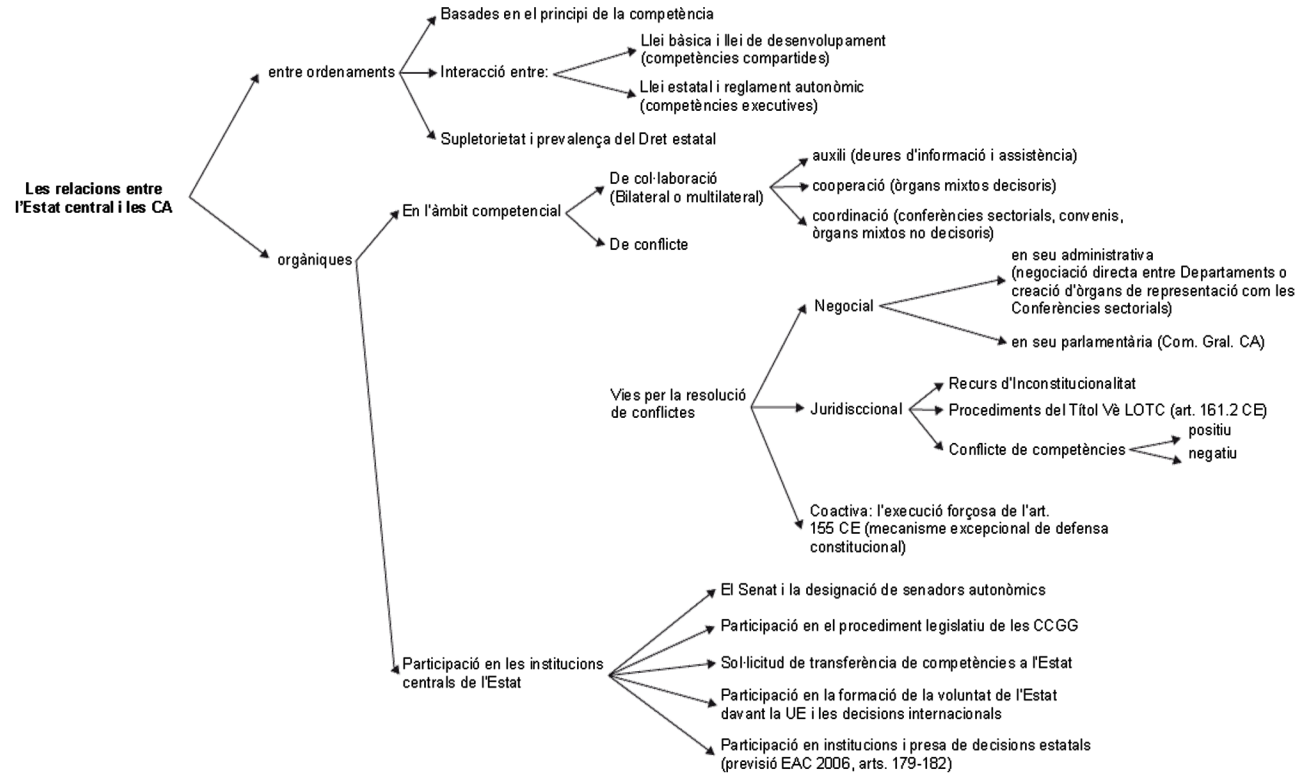 Les relacions entre
l'Estat central i les CA
entre ordenaments
Basades en el principi de la competència
Interacció entre:
Llei bàsica i llei de desenvolupament
(competències compartides)
Llei estatal i reglament autonòmic
(competències executives)
Supletorietat i prevalença del Dret estatal
orgàniques
En l'àmbit competencial
De col·laboració
(Bilateral o multilateral)
auxili (deures d'informació i assistència)
cooperació (òrgans mixtos decisoris)
coordinació (conferències sectorials, convenis,
òrgans mixtos no decisoris)
De conflicte
Vies per la resolució
de conflictes
Negocial
en seu administrativa
(negociació directa entre Departaments o
creació d'òrgans de representació com les
Conferències sectorials)
en seu parlamentària (Com. Gral. CA)
Juridisccional
Recurs d'Inconstitucionalitat
Procediments del Títol Vè LOTC (art. 161.2 CE)
Conflicte de competències
positiu
negatiu
Coactiva: l'execució forçosa de l'art.
155 CE (mecanisme excepcional de defensa
constitucional)
Participació en les institucions
centrals de l'Estat
El Senat i la designació de senadors autonòmics
Participació en el procediment legislatiu de les CCGG
Sol·licitud de transferència de competències a l'Estat
Participació en la formació de la voluntat de l'Estat
davant la UE i les decisions internacionals
Participació en institucions i presa de decisions estatals
(previsió EAC 2006, arts. 179-182)